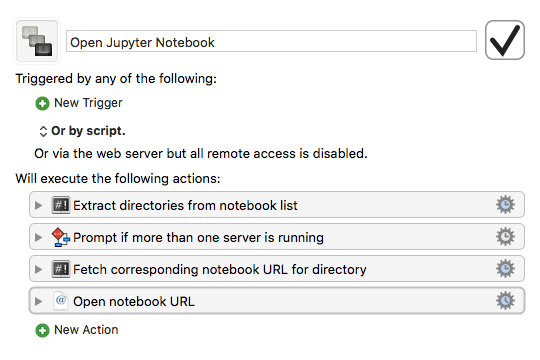 Open Jupyter Notebook
Triggered by any of the following:
New Trigger
Or by script.
Or via the web server but all remote access is disabled.
Will execute the following actions:
#! Extract directories from notebook list
Prompt if more than one server is running
#! Fetch corresponding notebook URL for directory
@ Open notebook URL
New Action